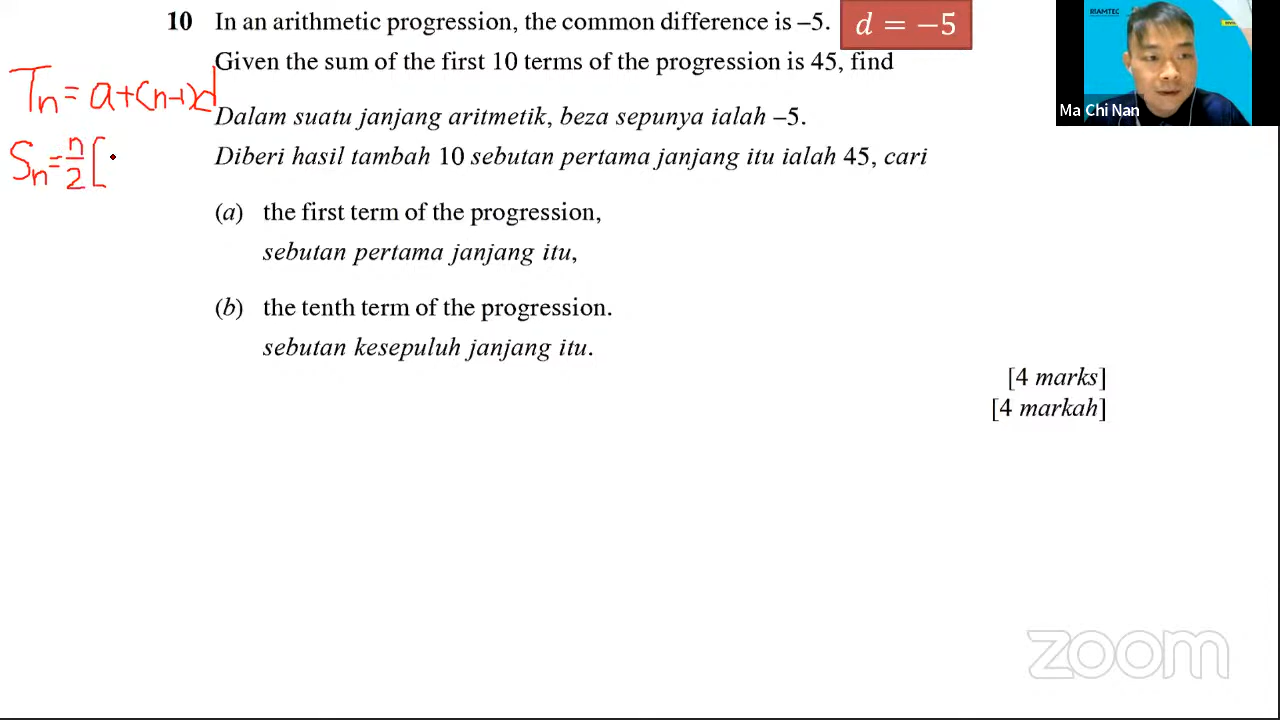 10 In an arithmetic progression, the common difference is –5. d = −5
Given the sum of the first 10 terms of the progression is 45, find
Tn = a+(n-1)d
Dalam suatu janjang aritmetik, beza sepunya ialah –5.
Diberi hasil tambah 10 sebutan pertama janjang itu ialah 45, cari
Sn = n/2 [
(a) the first term of the progression,
sebutan pertama janjang itu,
(b) the tenth term of the progression.
sebutan kesepuluh janjang itu.
[4 marks]
[4 markah]
RIAMTEC
Ma Chi Nan
zoom